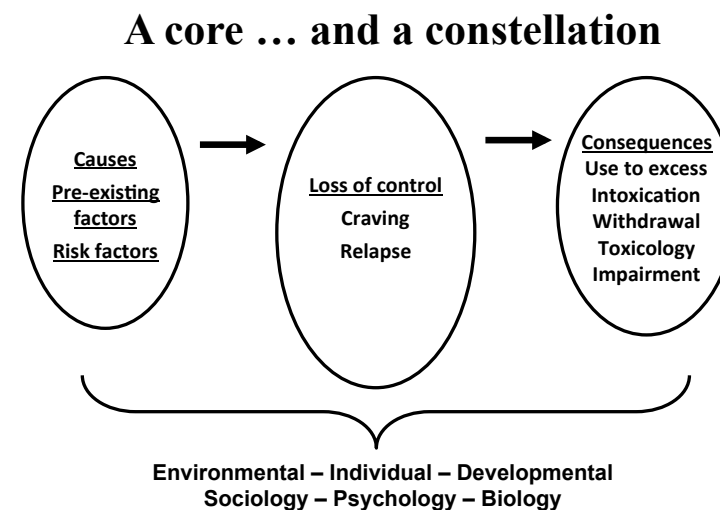 A core … and a constellation
Causes
Pre-existing
factors
Risk factors
Loss of control
Craving
Relapse
Consequences
Use to excess
Intoxication
Withdrawal
Toxicology
Impairment
Environmental – Individual – Developmental
Sociology – Psychology – Biology